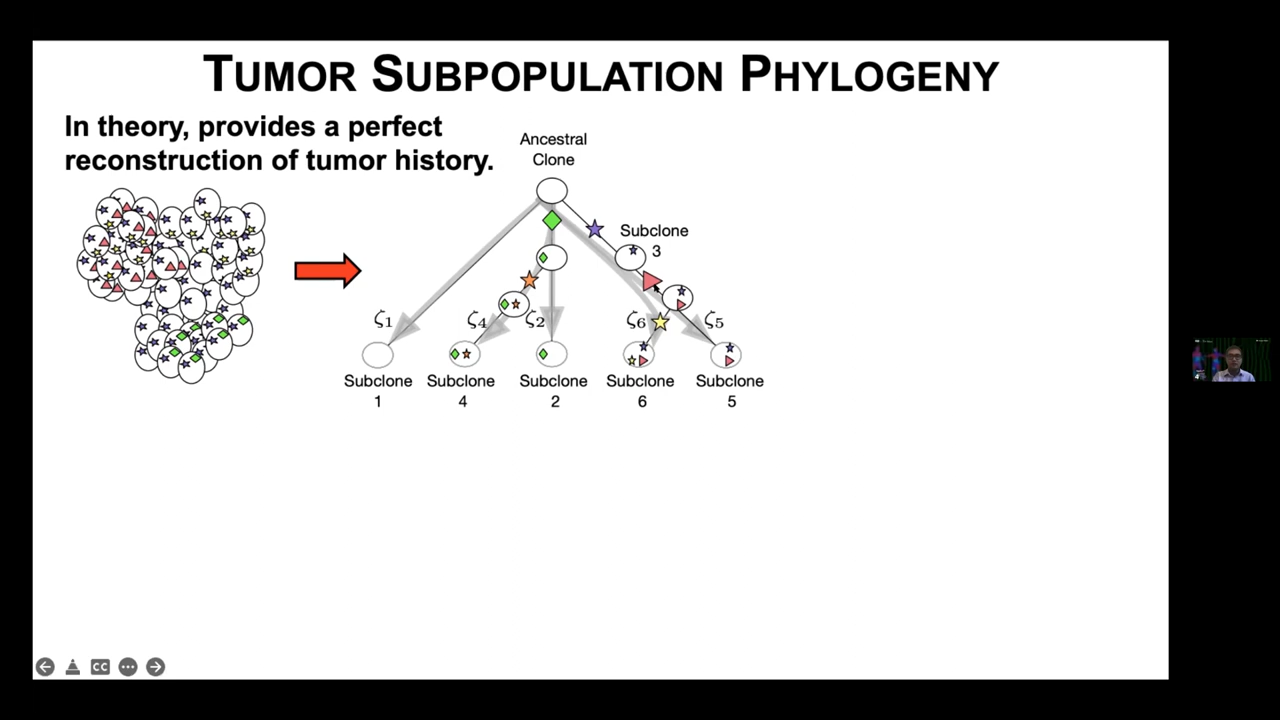 TUMOR SUBPOPULATION PHYLOGENY
In theory, provides a perfect
reconstruction of tumor history.
Ancestral
Clone
Subclone
3
ζ1
ζ4
ζ2
ζ6
ζ5
Subclone
1
Subclone
4
Subclone
2
Subclone
6
Subclone
5
CC